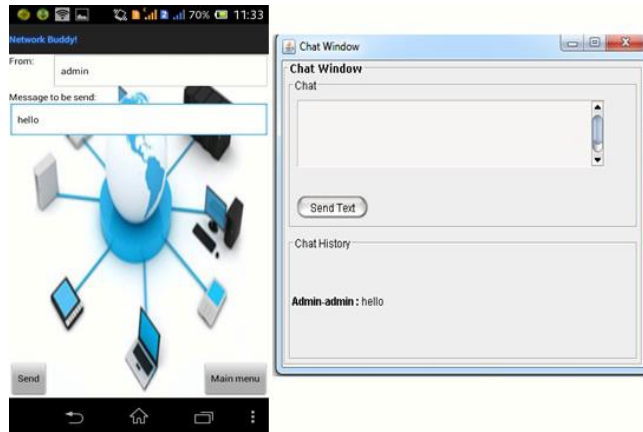 70% 11:33
Network Buddy!
From:
admin
Message to be send:
hello
Send
Main menu
Chat Window
Chat Window
Chat
Send Text
Chat History
Admin-admin : hello